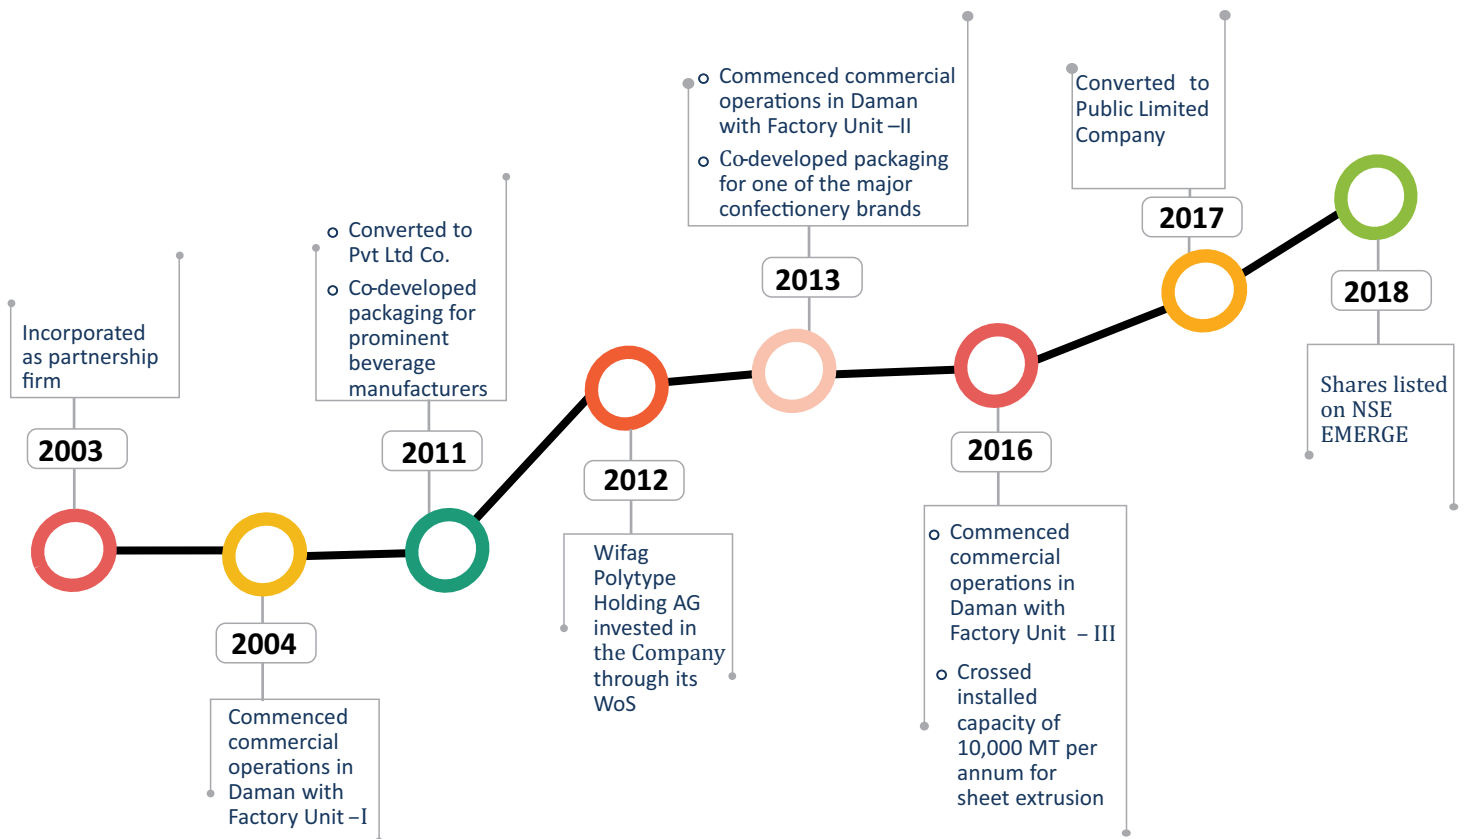 Incorporated
as partnership
firm
2003
2004
Commenced
commercial
operations in
Daman with
Factory Unit –I
Converted to
Pvt Ltd Co.
Co-developed
packaging for
prominent
beverage
manufacturers
2011
2012
Wifag
Polytype
Holding AG
invested in
the Company
through its
WoS
Commenced commercial
operations in Daman
with Factory Unit –II
Co-developed packaging
for one of the major
confectionery brands
2013
2016
Commenced
commercial
operations in
Daman with
Factory Unit – III
Crossed
installed
capacity of
10,000 MT per
annum for
sheet extrusion
Converted to
Public Limited
Company
2017
2018
Shares listed
on NSE
EMERGE